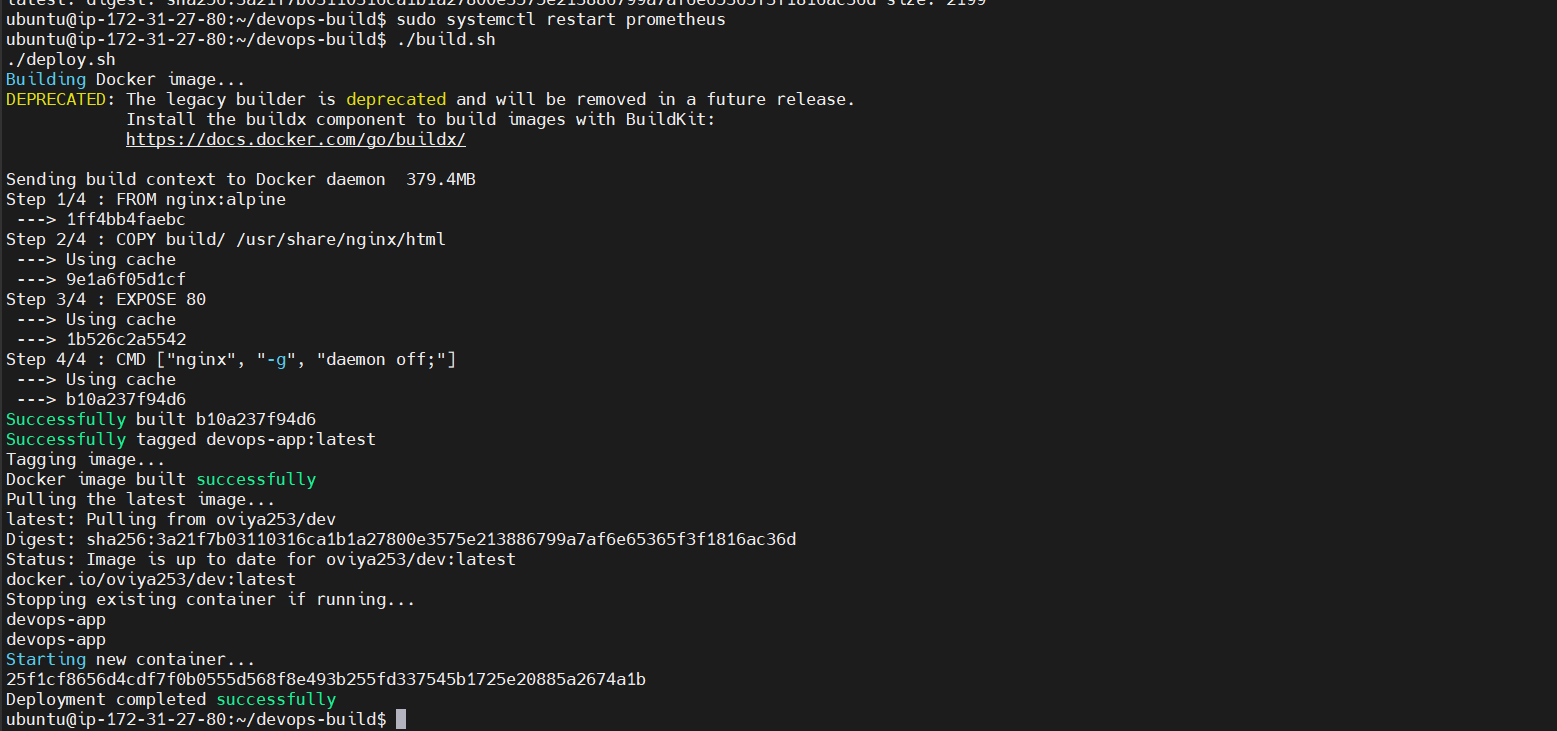 latest: digest: sha256:3a21f7b03110316ca1b1a27800e3575e213886799a7af6e65365f3f1816ac36d size: 2199
ubuntu@ip-172-31-27-80:~/devops-build$ sudo systemctl restart prometheus
ubuntu@ip-172-31-27-80:~/devops-build$ ./build.sh
./deploy.sh
Building Docker image...
DEPRECATED: The legacy builder is deprecated and will be removed in a future release.
            Install the buildx component to build images with BuildKit:
            https://docs.docker.com/go/buildx/

Sending build context to Docker daemon  379.4MB
Step 1/4 : FROM nginx:alpine
 ---> 1ff4bb4faebc
Step 2/4 : COPY build/ /usr/share/nginx/html
 ---> Using cache
 ---> 9e1a6f05d1cf
Step 3/4 : EXPOSE 80
 ---> Using cache
 ---> 1b526c2a5542
Step 4/4 : CMD ["nginx", "-g", "daemon off;"]
 ---> Using cache
 ---> b10a237f94d6
Successfully built b10a237f94d6
Successfully tagged devops-app:latest
Tagging image...
Docker image built successfully
Pulling the latest image...
latest: Pulling from oviya253/dev
Digest: sha256:3a21f7b03110316ca1b1a27800e3575e213886799a7af6e65365f3f1816ac36d
Status: Image is up to date for oviya253/dev:latest
docker.io/oviya253/dev:latest
Stopping existing container if running...
devops-app
devops-app
Starting new container...
25f1cf8656d4cdf7f0b0555d568f8e493b255fd337545b1725e20885a2674a1b
Deployment completed successfully
ubuntu@ip-172-31-27-80:~/devops-build$